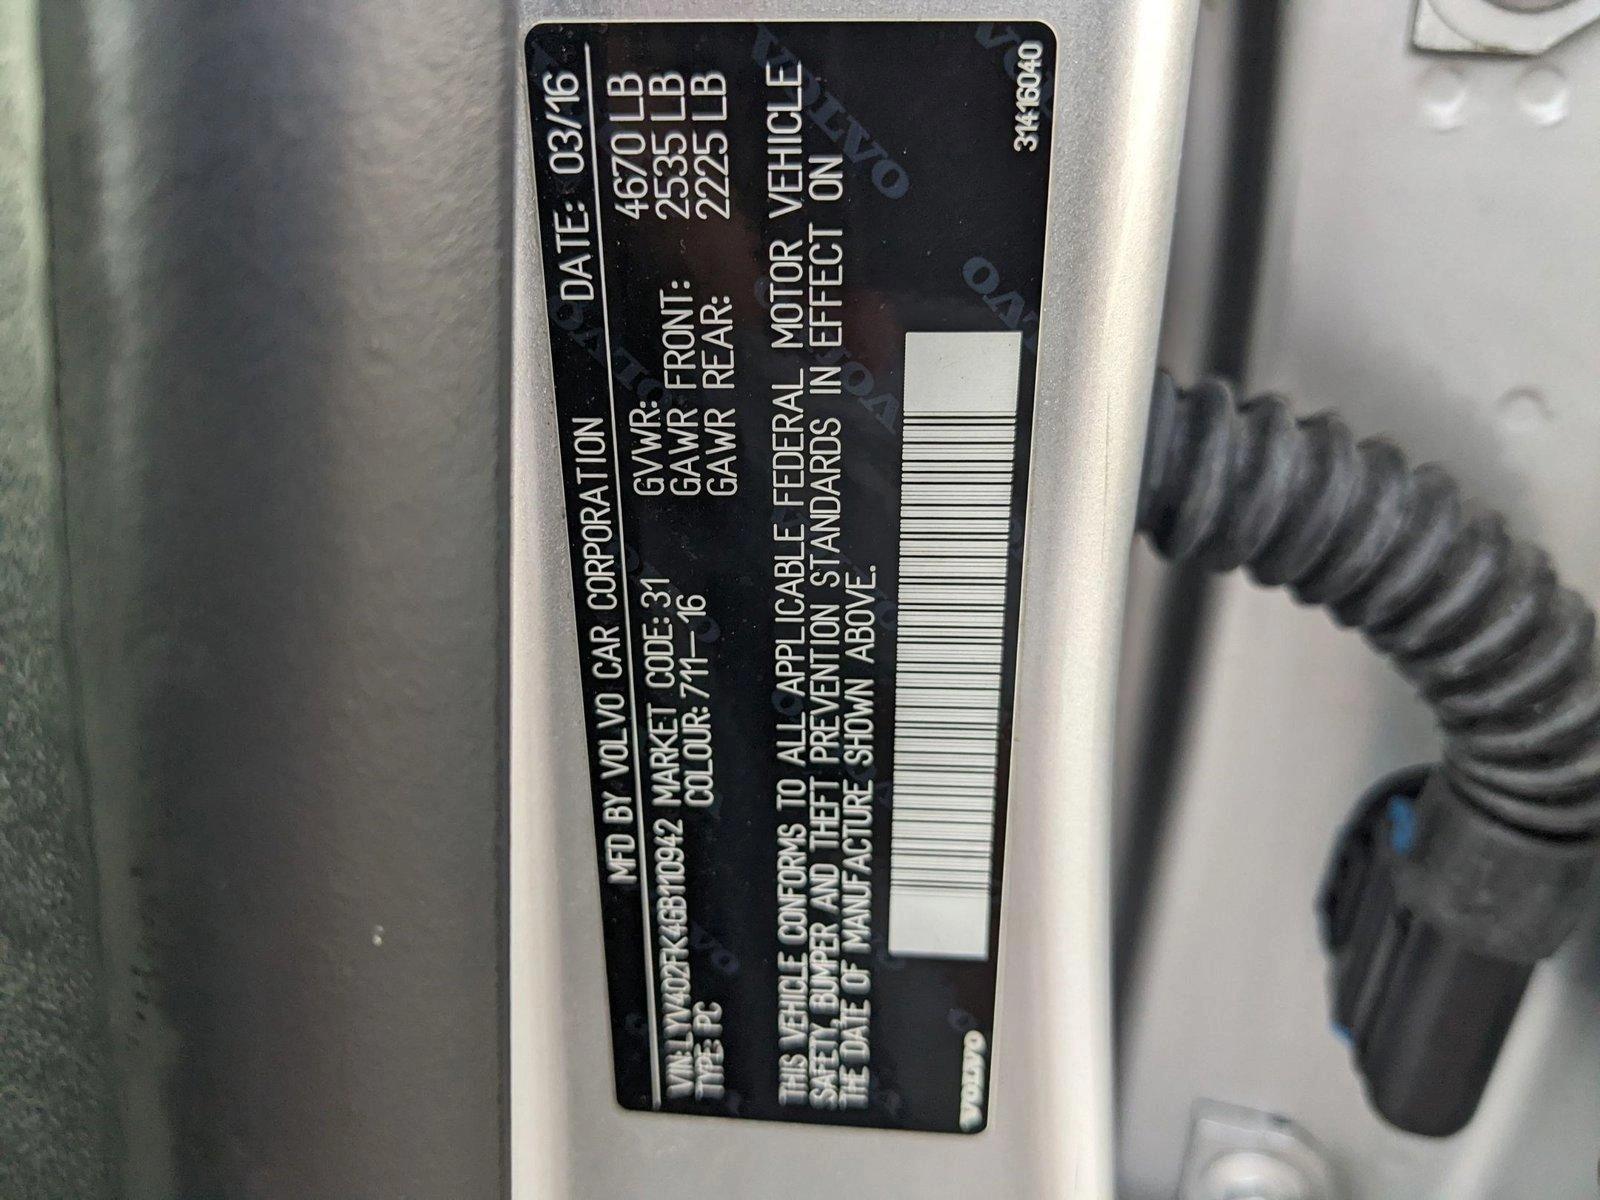 MFD BY VOLVO CAR CORPORATION DATE: 03/16
VIN: LYV402FK4GB110942 MARKET CODE: 31 GVWR: 4670 LB
TYPE: PC COLOUR: 711—16 GAWR FRONT: 2535 LB
GAWR REAR: 2225 LB
THIS VEHICLE CONFORMS TO ALL APPLICABLE FEDERAL MOTOR VEHICLE
SAFETY, BUMPER AND THEFT PREVENTION STANDARDS IN EFFECT ON
THE DATE OF MANUFACTURE SHOWN ABOVE.
VOLVO
31416040